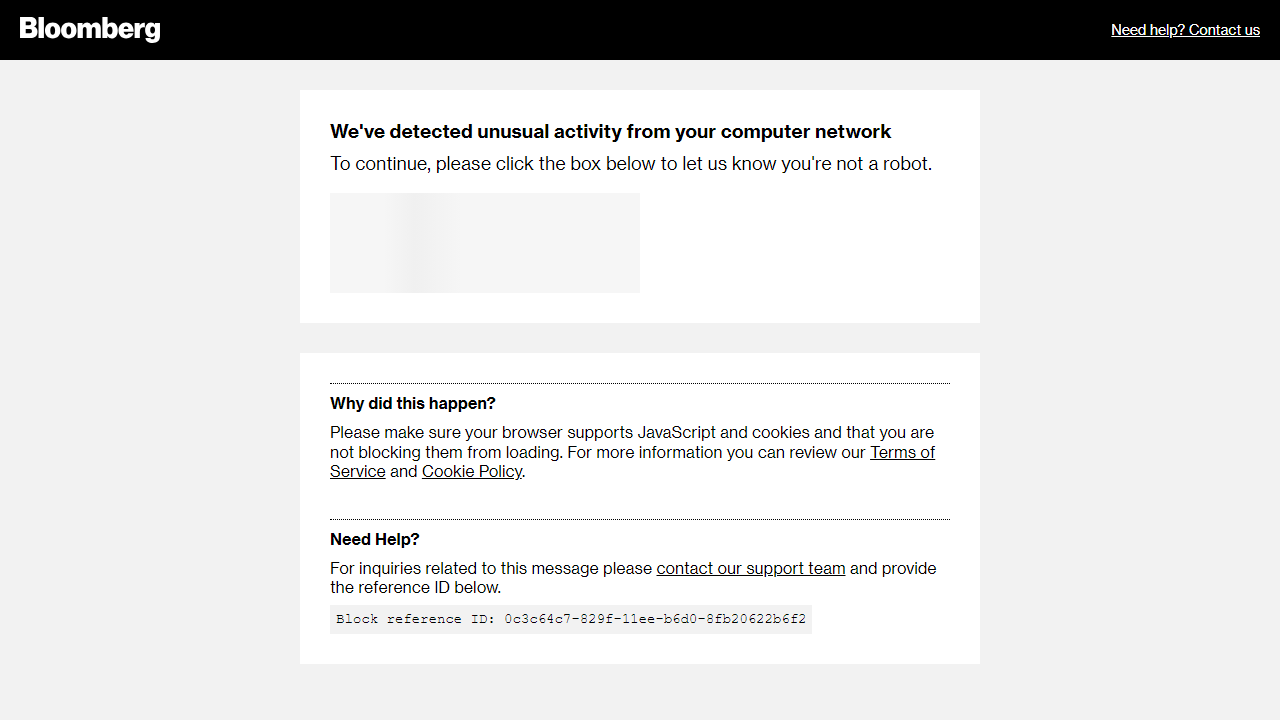 Bloomberg
Need help? Contact us
We've detected unusual activity from your computer network
To continue, please click the box below to let us know you're not a robot.
Why did this happen?
Please make sure your browser supports JavaScript and cookies and that you are
not blocking them from loading. For more information you can review our Terms of
Service and Cookie Policy.
Need Help?
For inquiries related to this message please contact our support team and provide
the reference ID below.
Block reference ID: 0c3c64c7-829f-11ee-b6d0-8fb20622b6f2